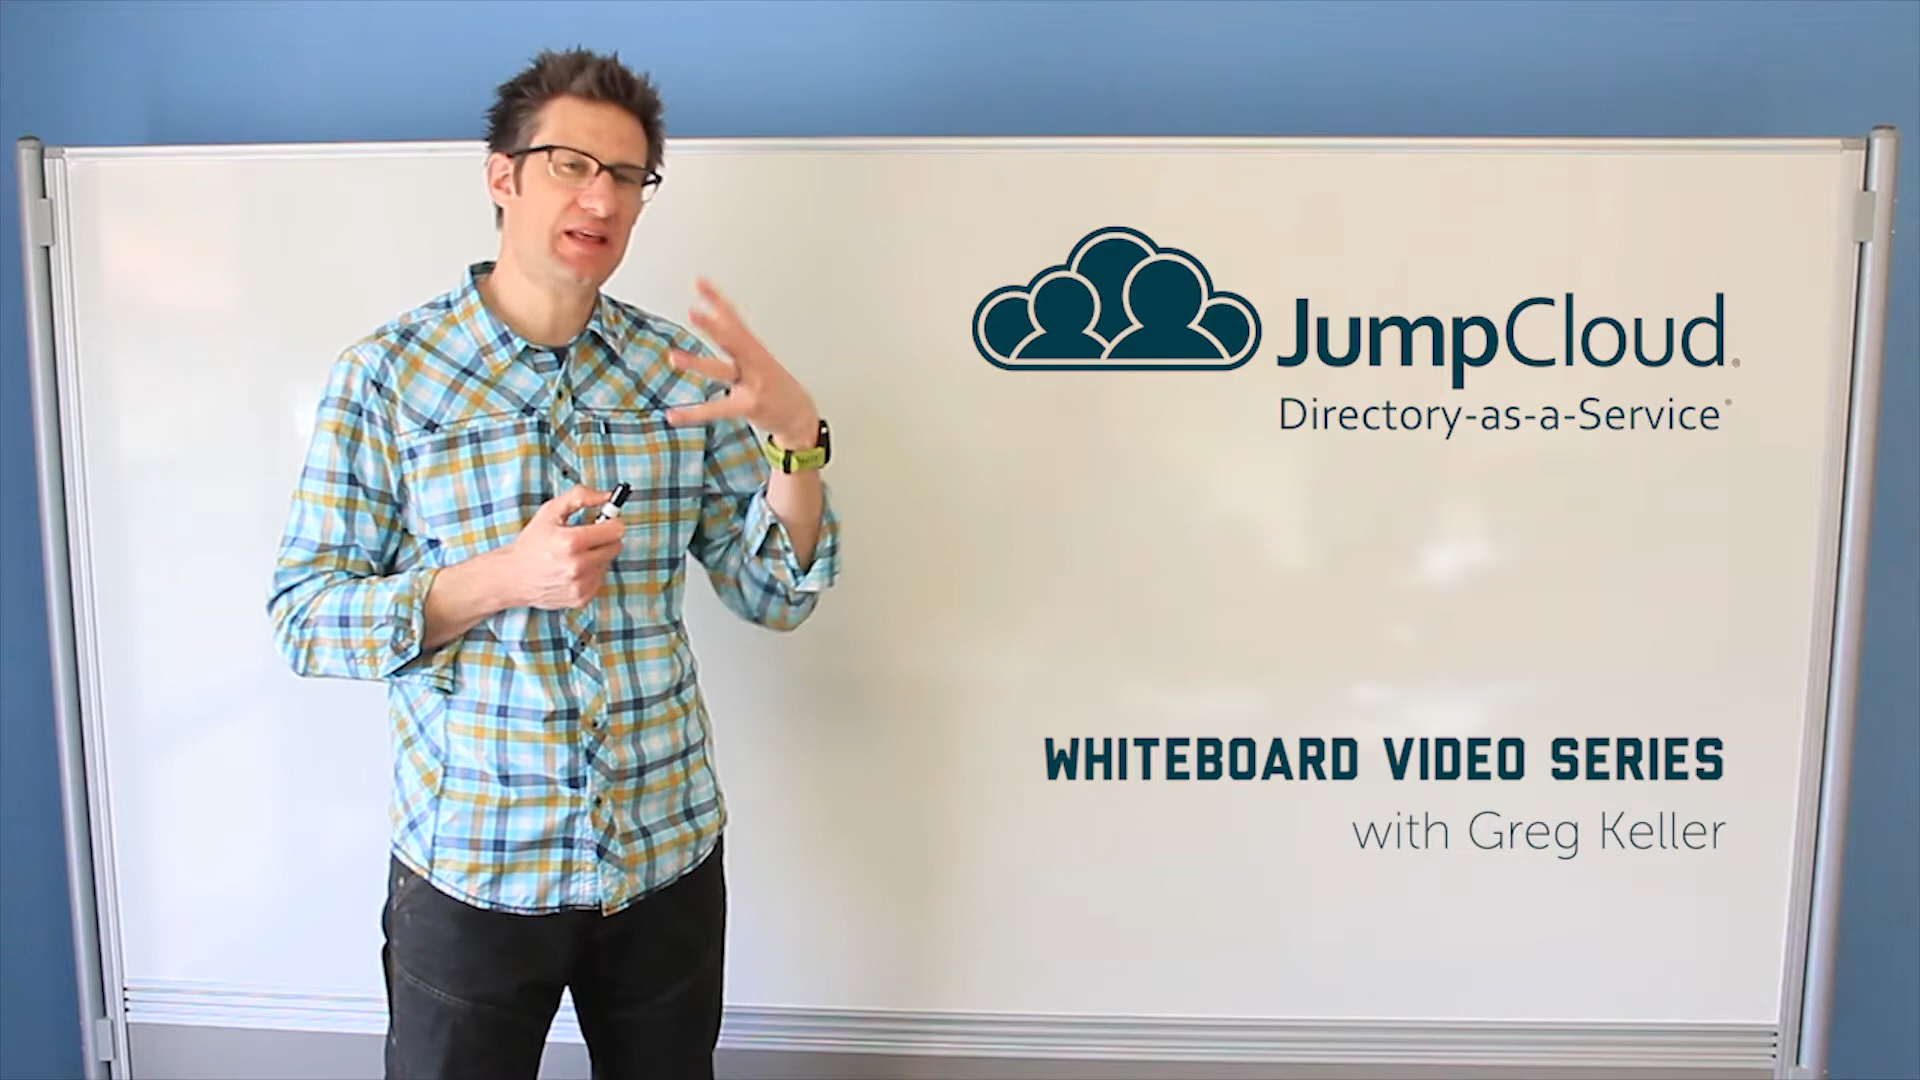 JumpCloud®
Directory-as-a-Service®
WHITEBOARD VIDEO SERIES
with Greg Keller